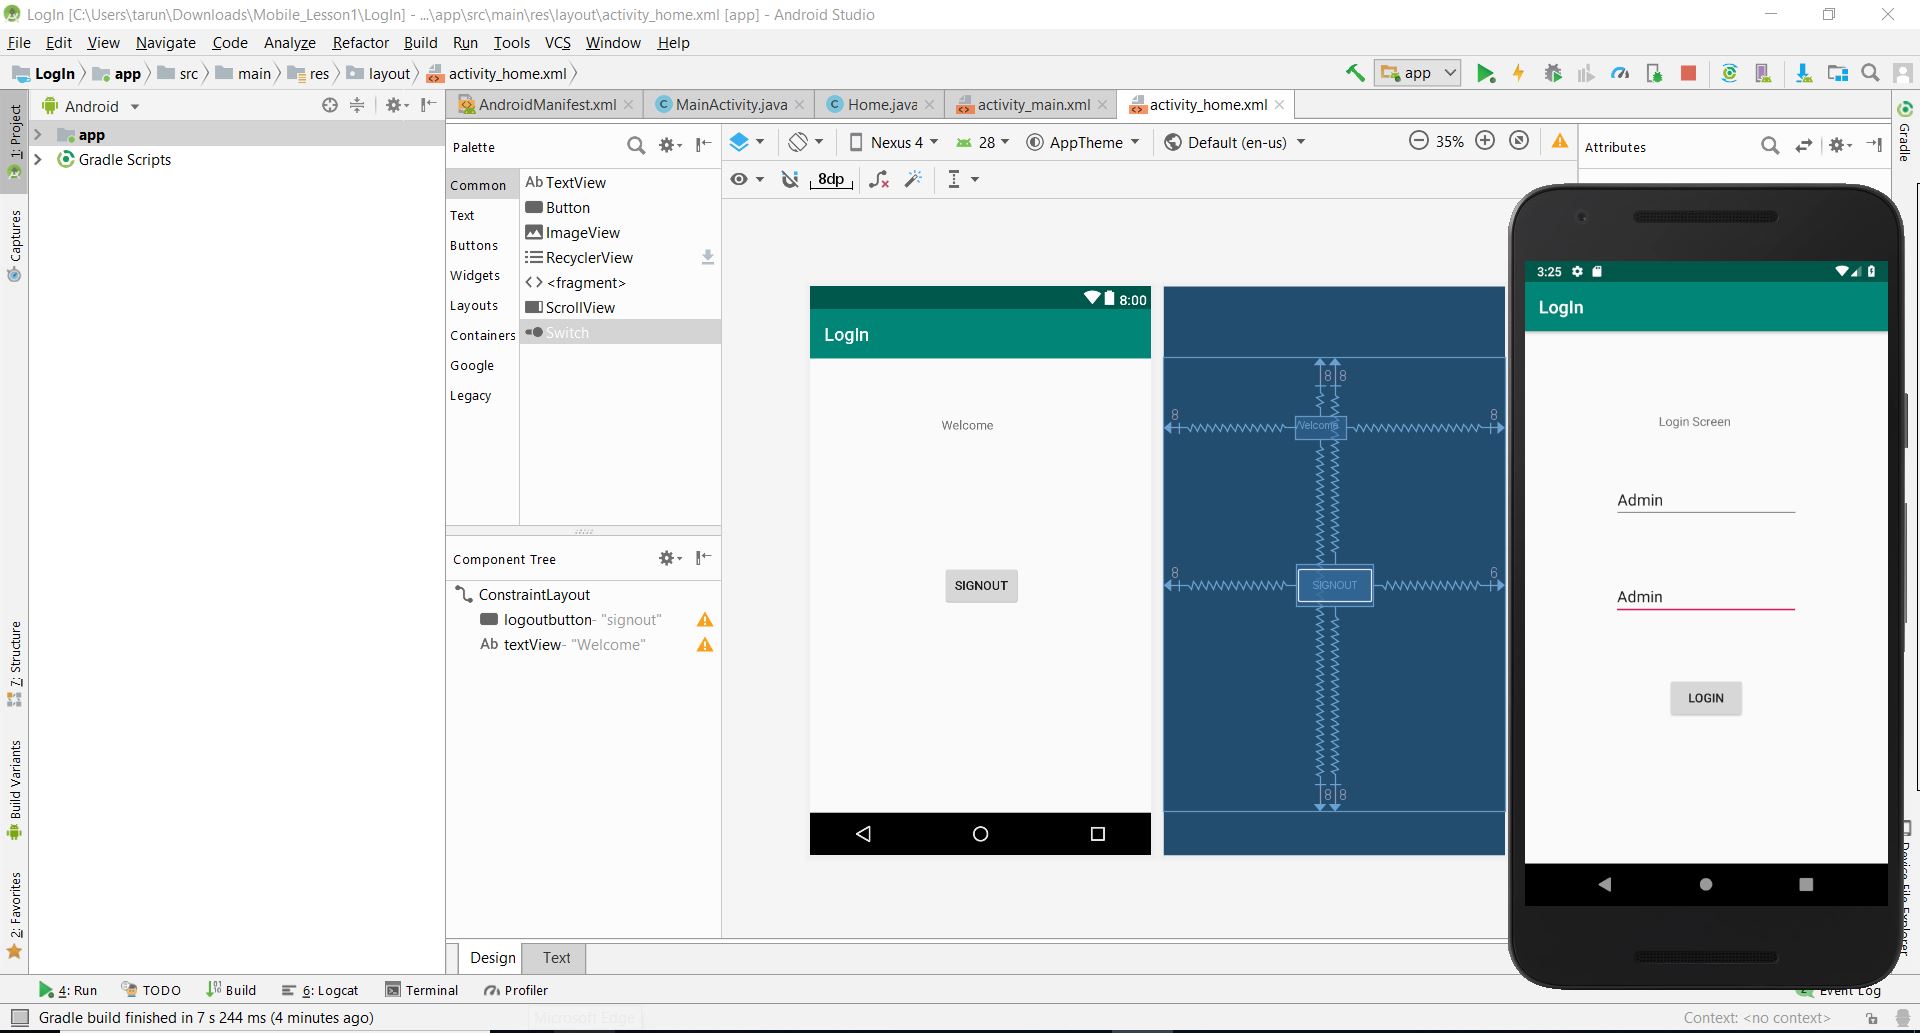 LogIn [C:\Users\tarun\Downloads\Mobile_Lesson1\LogIn] - ...\app\src\main\res\layout\activity_home.xml [app] - Android Studio
File Edit View Navigate Code Analyze Refactor Build Run Tools VCS Window Help
LogIn app src main res layout activity_home.xml
app
Android
AndroidManifest.xml MainActivity.java Home.java activity_main.xml activity_home.xml
1: Project
Captures
7: Structure
Build Variants
2: Favorites
app
Gradle Scripts
Palette
Common
Text
Buttons
Widgets
Layouts
Containers
Google
Legacy
Ab TextView
Button
ImageView
RecyclerView
<fragment>
ScrollView
Switch
Component Tree
ConstraintLayout
logoutbutton- "signout"
Ab textView- "Welcome"
Nexus 4 28 AppTheme Default (en-us) 35%
8dp
Attributes
Gradle
8:00
LogIn
Welcome
SIGNOUT
8 8
8 8
Welcome
8 6
SIGNOUT
8 8
3:25
LogIn
Login Screen
Admin
Admin
LOGIN
Device File Explorer
Design Text
4: Run TODO Build 6: Logcat Terminal Profiler Event Log
Gradle build finished in 7 s 244 ms (4 minutes ago)
Microsoft Edge
Context: <no context>